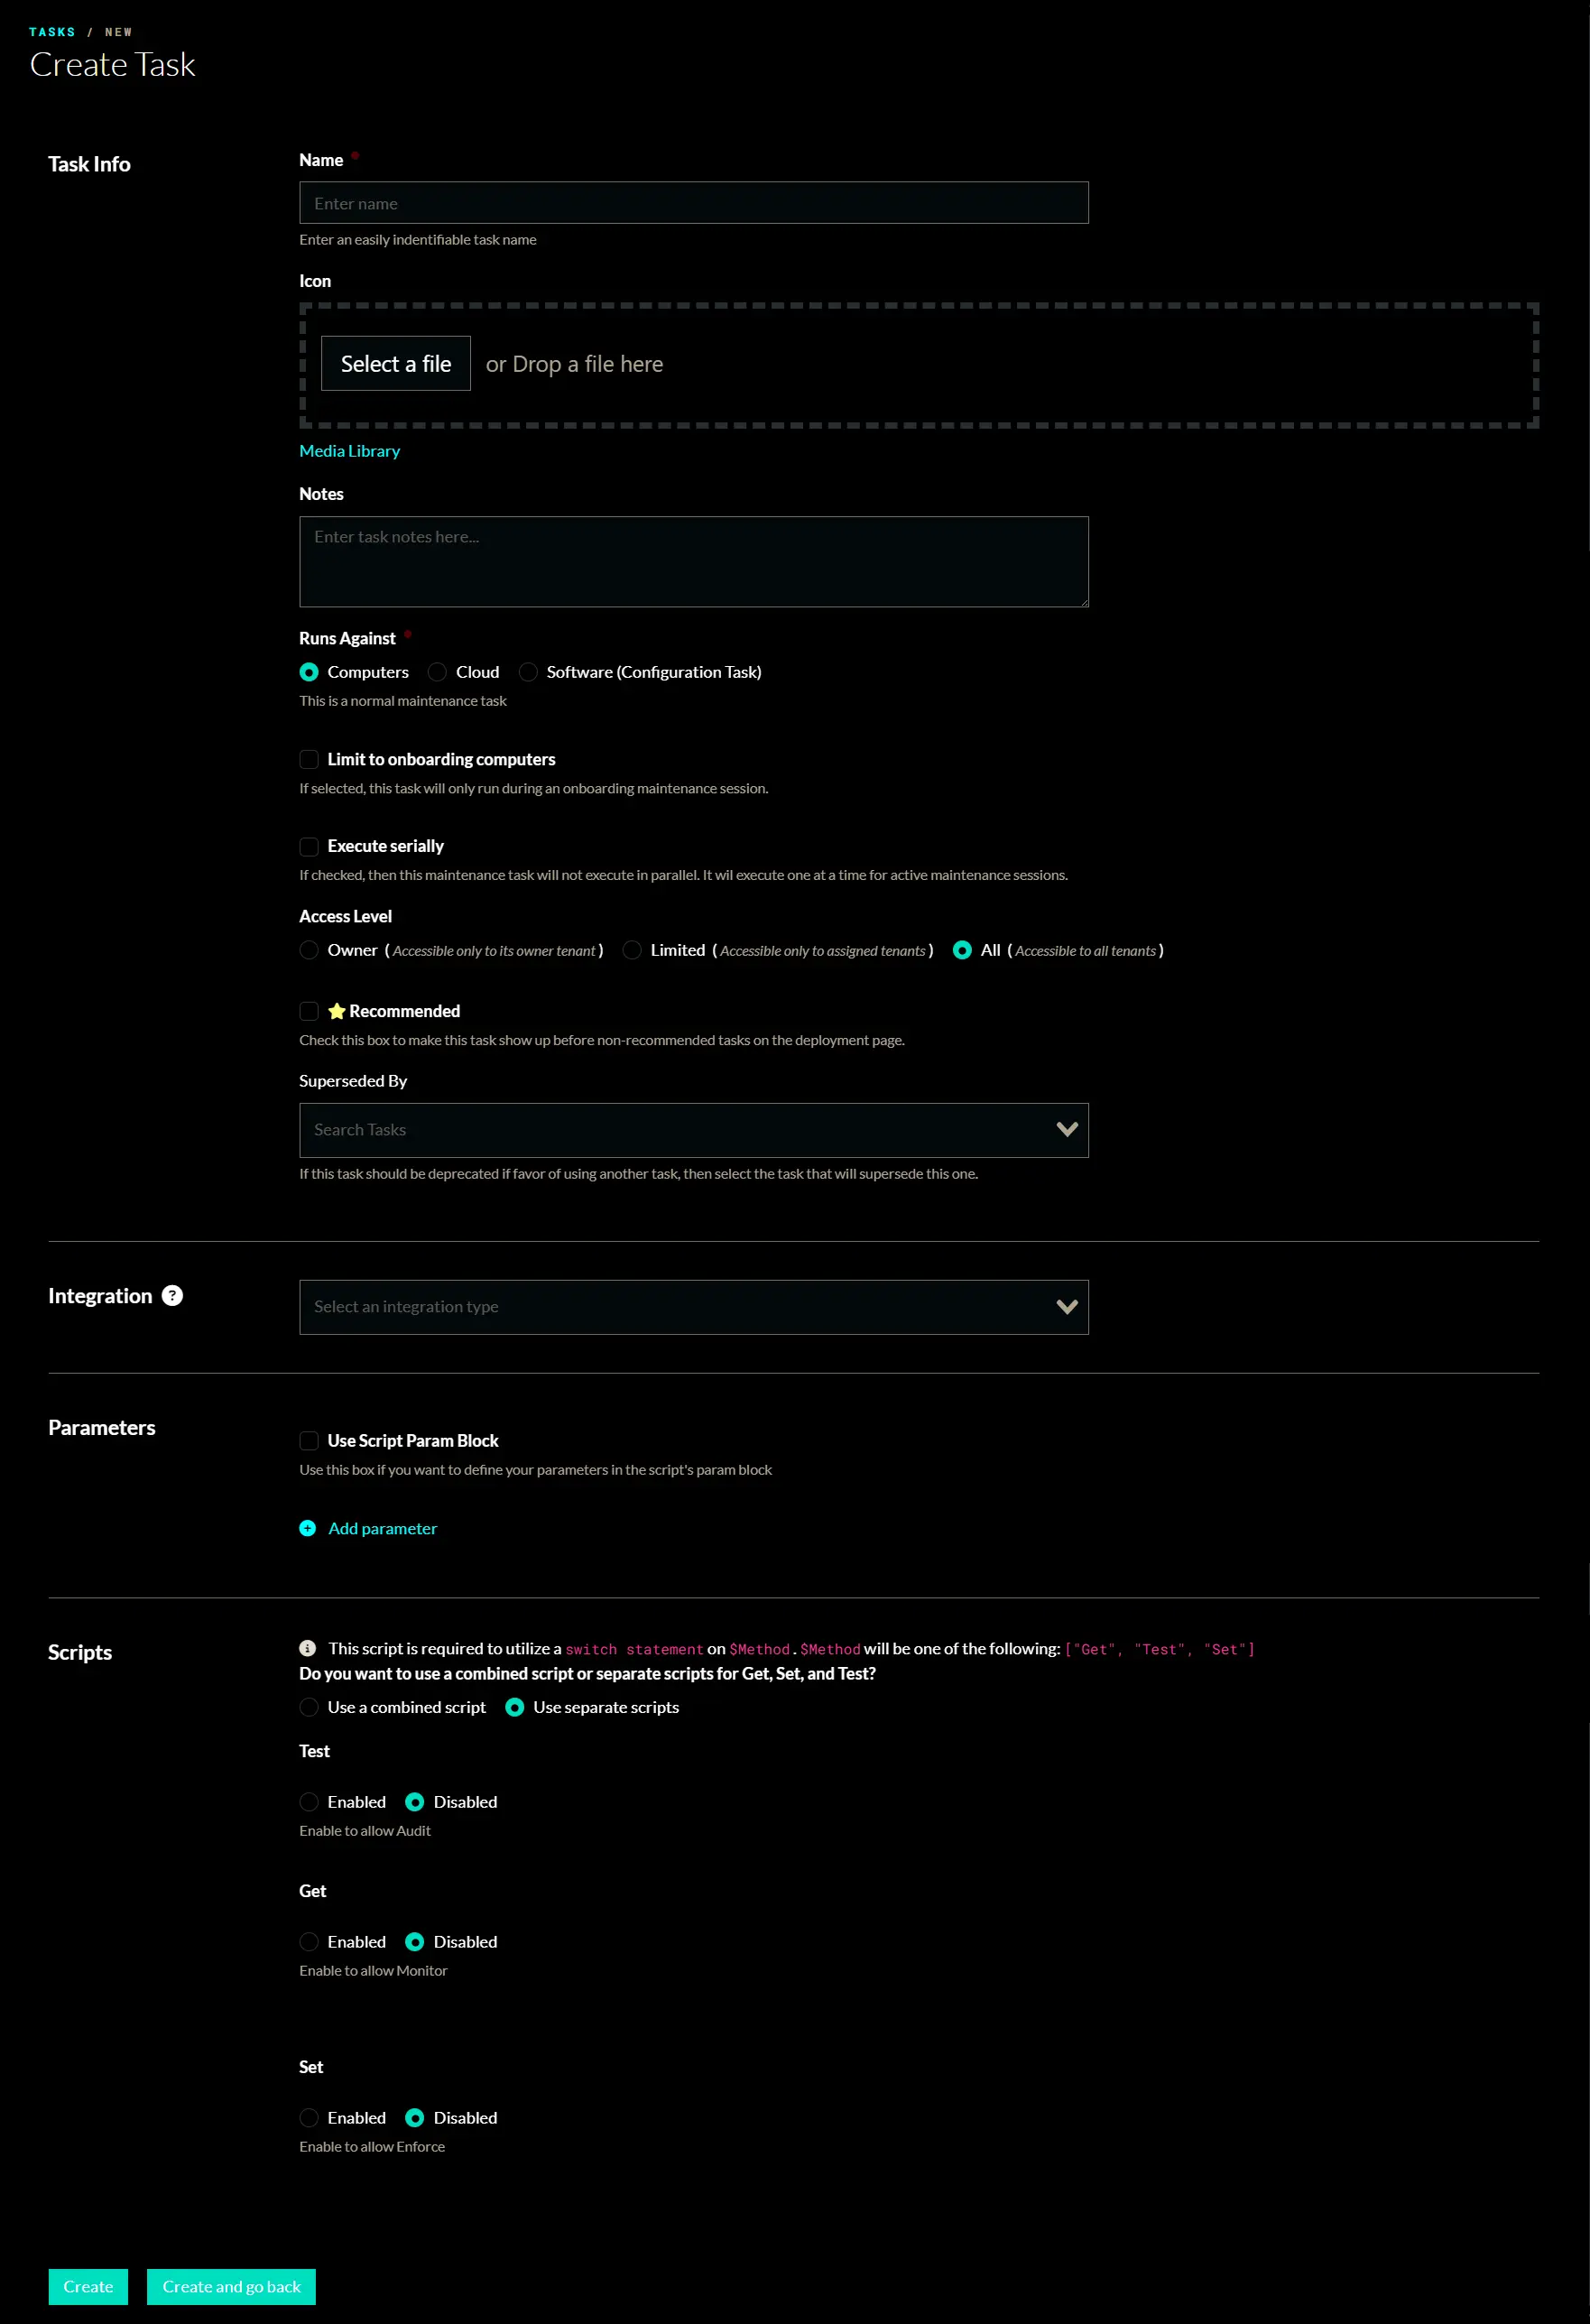 TASKS / NEW
Create Task
Task Info
Name
Enter name
Enter an easily indentifiable task name
Icon
Select a file or Drop a file here
Media Library
Notes
Enter task notes here...
Runs Against
Computers Cloud Software (Configuration Task)
This is a normal maintenance task
Limit to onboarding computers
If selected, this task will only run during an onboarding maintenance session.
Execute serially
If checked, then this maintenance task will not execute in parallel. It wil execute one at a time for active maintenance sessions.
Access Level
Owner ( Accessible only to its owner tenant ) Limited ( Accessible only to assigned tenants ) All ( Accessible to all tenants )
Recommended
Check this box to make this task show up before non-recommended tasks on the deployment page.
Superseded By
Search Tasks
If this task should be deprecated if favor of using another task, then select the task that will supersede this one.
Integration ?
Select an integration type
Parameters
Use Script Param Block
Use this box if you want to define your parameters in the script's param block
Add parameter
Scripts
This script is required to utilize a switch statement on $Method.$Method will be one of the following: ["Get", "Test", "Set"]
Do you want to use a combined script or separate scripts for Get, Set, and Test?
Use a combined script Use separate scripts
Test
Enabled Disabled
Enable to allow Audit
Get
Enabled Disabled
Enable to allow Monitor
Set
Enabled Disabled
Enable to allow Enforce
Create Create and go back